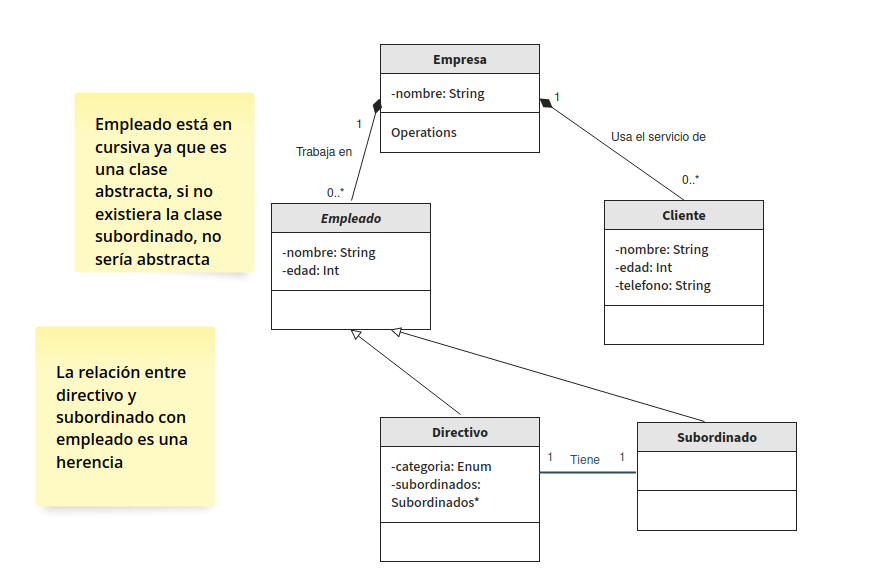 Empresa
-nombre: String
Operations
1
1
Trabaja en
Usa el servicio de
0..*
0..*
Empleado está en
cursiva ya que es
una clase
abstracta, si no
existiera la clase
subordinado, no
sería abstracta
Empleado
-nombre: String
-edad: Int
Cliente
-nombre: String
-edad: Int
-telefono: String
La relación entre
directivo y
subordinado con
empleado es una
herencia
Directivo
-categoria: Enum
-subordinados:
Subordinados*
1 Tiene 1
Subordinado